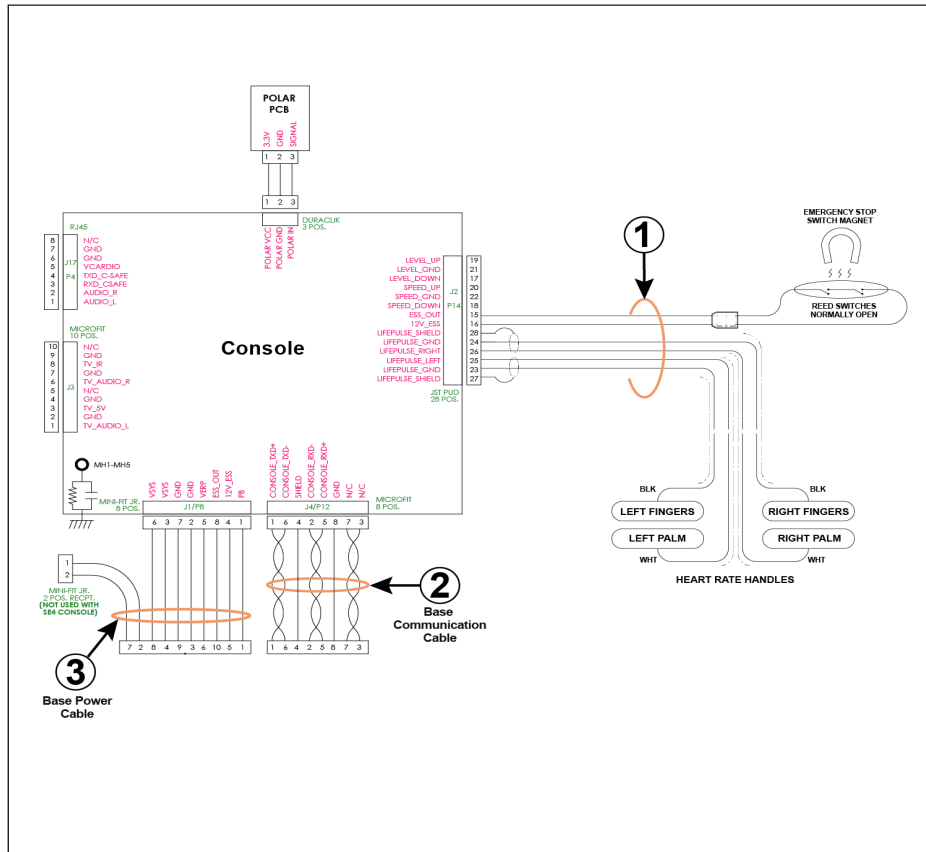 POLAR
PCB
3.3V
GND
SIGNAL
1 2 3
1 2 3
DURACLIK
3 POS.
POLAR VCC
POLAR GND
POLAR IN
RJ45
8 N/C
7 GND
6 GND
5 VCARDIO
4 TXD_C-SAFE
3 RXD_CSAFE
2 AUDIO_R
1 AUDIO_L
J17
P4
MICROFIT
10 POS.
10 N/C
9 GND
8 TV_IR
7 GND
6 TV_AUDIO_R
5 N/C
4 GND
3 TV_5V
2 GND
1 TV_AUDIO_L
J3
Console
LEVEL_UP 19
LEVEL_GND 21
LEVEL_DOWN 17
SPEED_UP 20
SPEED_GND 22
SPEED_DOWN 18
ESS_OUT 15
12V_ESS 16
LIFEPULSE_SHIELD 28
LIFEPULSE_GND 24
LIFEPULSE_RIGHT 26
LIFEPULSE_LEFT 25
LIFEPULSE_GND 23
LIFEPULSE_SHIELD 27
J2
P14
JST PUD
28 POS.
1
EMERGENCY STOP
SWITCH MAGNET
REED SWITCHES
NORMALLY OPEN
BLK
BLK
LEFT FINGERS
RIGHT FINGERS
LEFT PALM
RIGHT PALM
WHT
WHT
HEART RATE HANDLES
MH1-MH5
MINI-FIT JR.
8 POS.
VSYS
VSYS
GND
GND
VERP
ESS_OUT
12V_ESS
PB
J1/P8
6 3 7 2 5 8 4 1
CONSOLE_TXD+
CONSOLE_TXD-
SHIELD
CONSOLE_RXD-
CONSOLE_RXD+
GND
N/C
N/C
J4/P12
MICROFIT
8 POS.
1 6 4 2 5 8 7 3
1
2
MINI-FIT JR.
2 POS. RECPT.
(NOT USED WITH
SE4 CONSOLE)
7 2 8 4 9 3 6 10 5 1
1 6 4 2 5 8 7 3
2
Base
Communication
Cable
3
Base Power
Cable